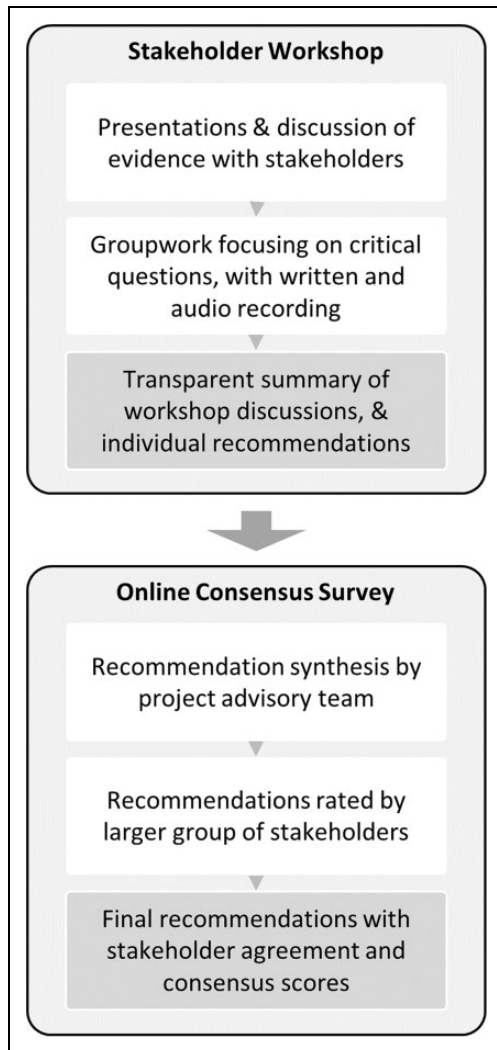 Stakeholder Workshop
Presentations & discussion of
evidence with stakeholders
Groupwork focusing on critical
questions, with written and
audio recording
Transparent summary of
workshop discussions, &
individual recommendations
Online Consensus Survey
Recommendation synthesis by
project advisory team
Recommendations rated by
larger group of stakeholders
Final recommendations with
stakeholder agreement and
consensus scores